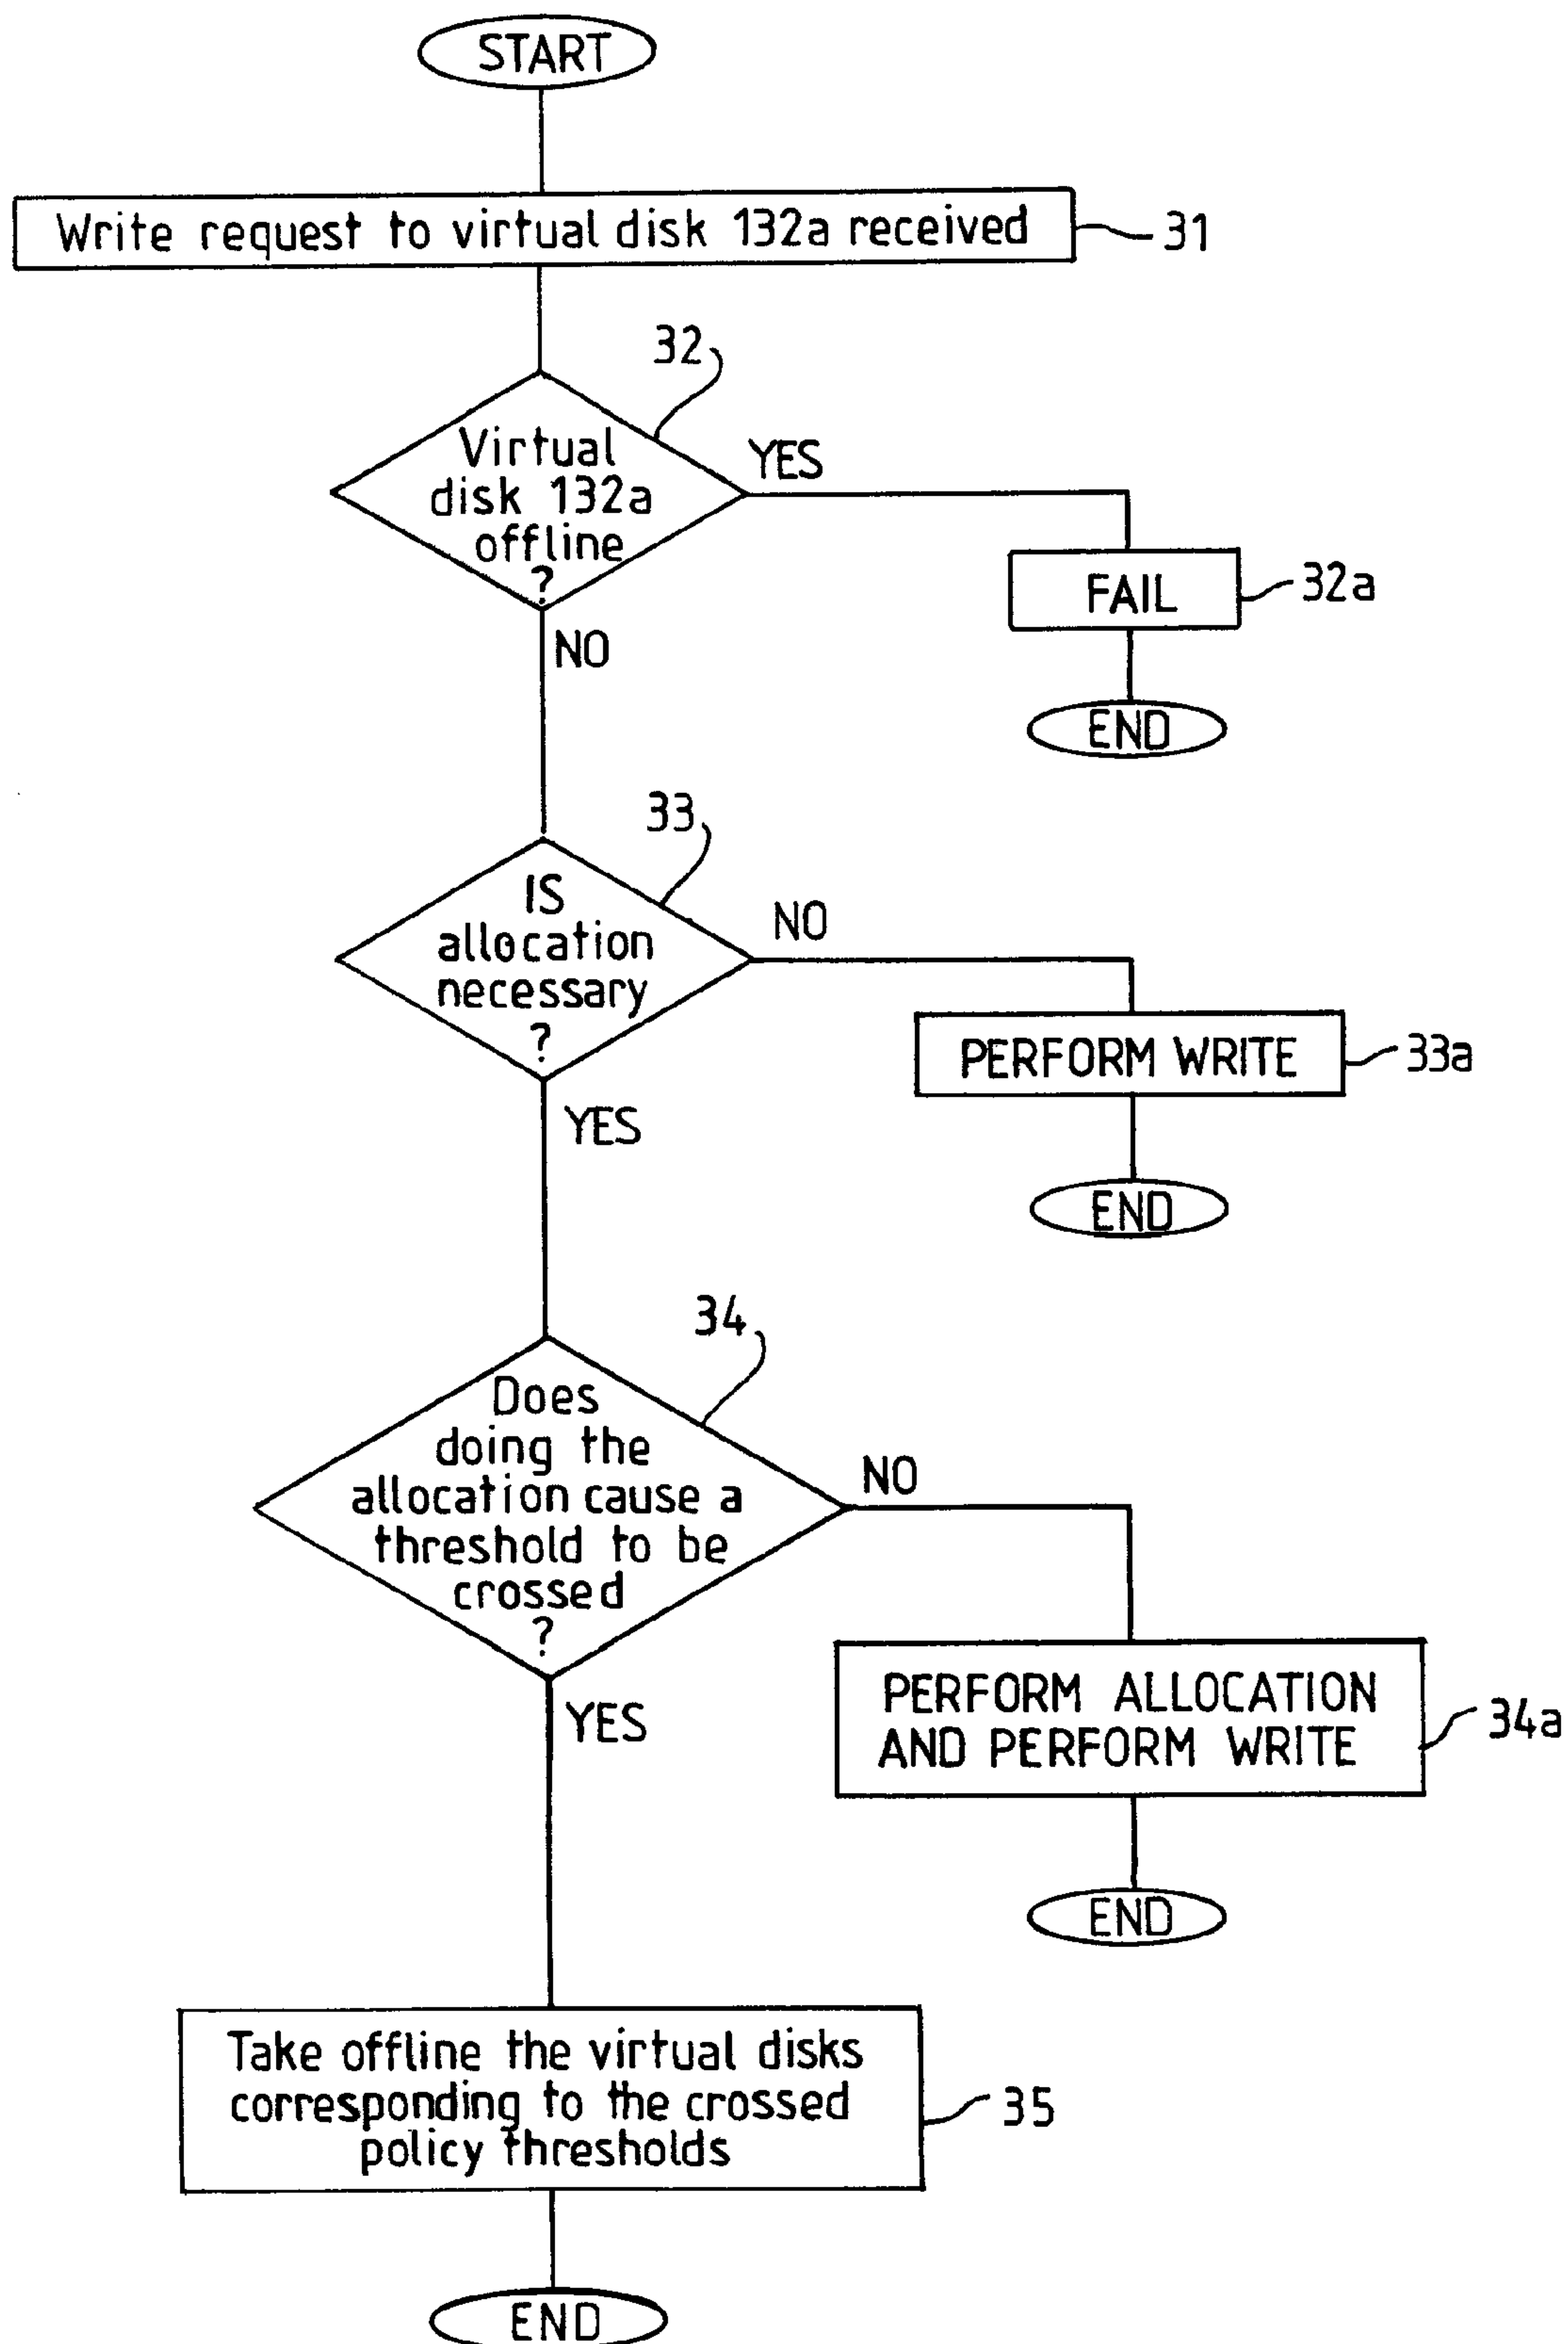 START
Write request to virtual disk 132a received
31
32
Virtual
disk 132a
offline
?
YES
FAIL
32a
END
NO
33
IS
allocation
necessary
?
NO
PERFORM WRITE
33a
END
YES
34
Does
doing the
allocation cause a
threshold to be
crossed
?
NO
PERFORM ALLOCATION
AND PERFORM WRITE
34a
END
YES
Take offline the virtual disks
corresponding to the crossed
policy thresholds
35
END